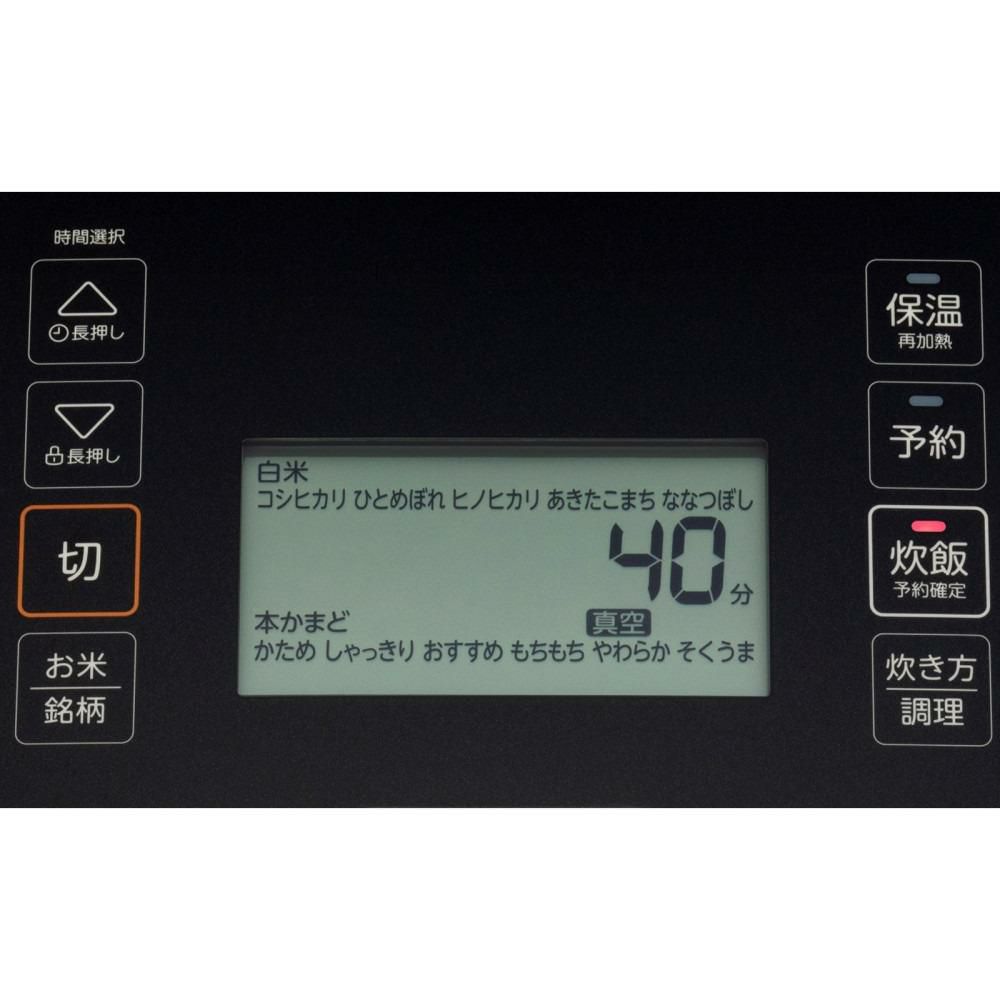 時間選択
長押し
長押し
切
お米
銘柄
白米
コシヒカリ ひとめぼれ ヒノヒカリ あきたこまち ななつぼし
40分
本かまど 真空
かため しゃっきり おすすめ もちもち やわらか そくうま
保温
再加熱
予約
炊飯
予約確定
炊き方
調理